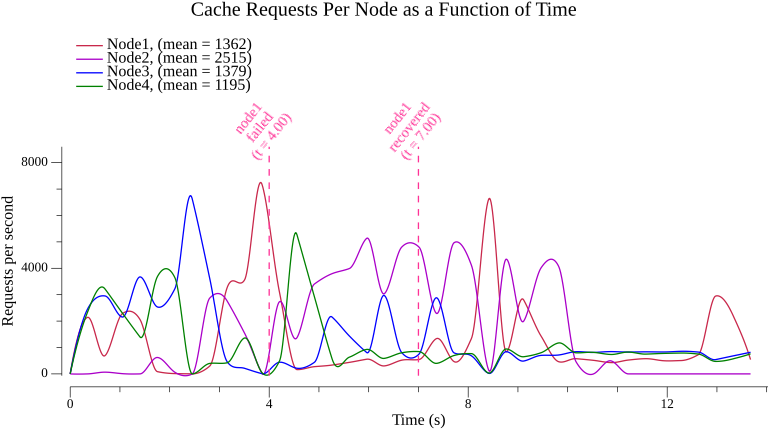 Cache Requests Per Node as a Function of Time
Node1, (mean = 1362)
Node2, (mean = 2515)
Node3, (mean = 1379)
Node4, (mean = 1195)
node1
failed
(t = 4.00)
node1
recovered
(t = 7.00)
8000
4000
0
Requests per second
0
4
8
12
Time (s)